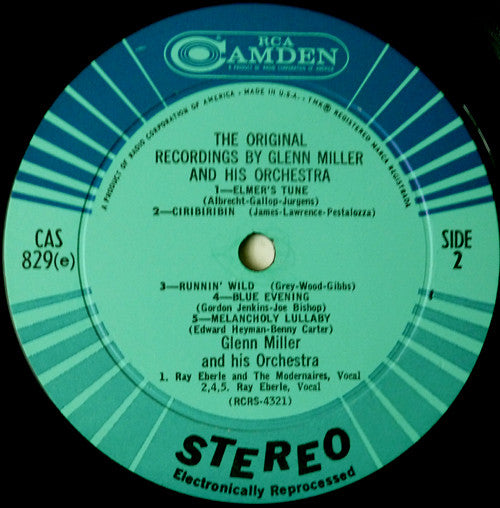 RCA
CAMDEN
A PRODUCT OF RADIO CORPORATION OF AMERICA
A PRODUCT OF RADIO CORPORATION OF AMERICA • MADE IN U.S.A. • TMK® REGISTERED MARCA REGISTRADA
THE ORIGINAL
RECORDINGS BY GLENN MILLER
AND HIS ORCHESTRA
1—ELMER'S TUNE
(Albrecht-Gallop-Jurgens)
2—CIRIBIRIBIN (James-Lawrence-Pestalozza)
CAS
829(e)
SIDE
2
3—RUNNIN' WILD (Grey-Wood-Gibbs)
4—BLUE EVENING
(Gordon Jenkins-Joe Bishop)
5—MELANCHOLY LULLABY
(Edward Heyman-Benny Carter)
Glenn Miller
and his Orchestra
1. Ray Eberle and The Modernaires, Vocal
2,4,5. Ray Eberle, Vocal
(RCRS-4321)
STEREO
Electronically Reprocessed